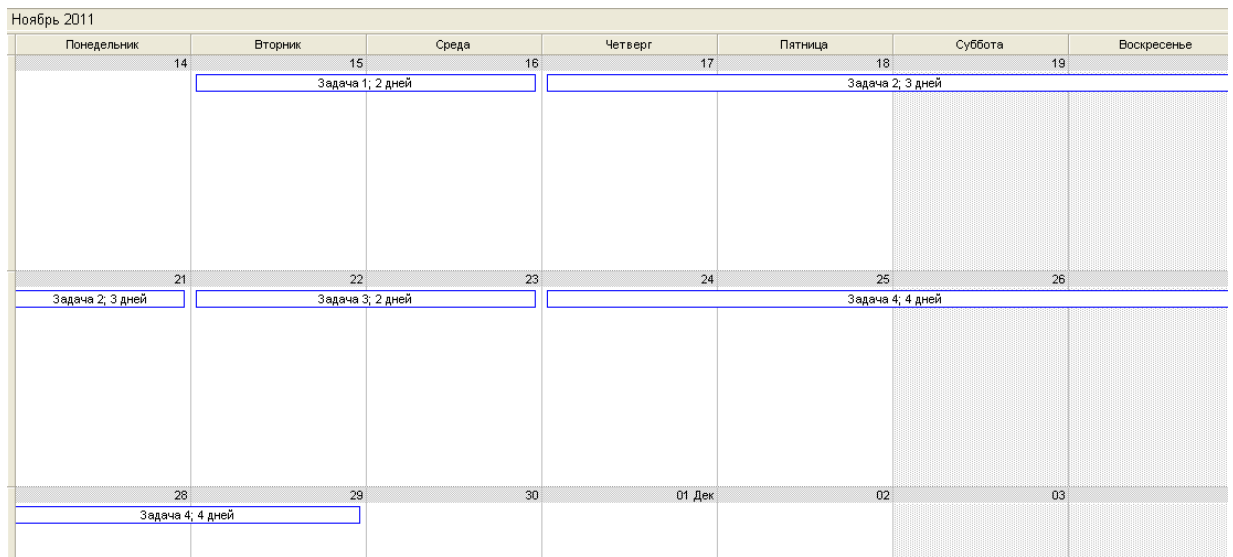 Ноябрь 2011
Понедельник Вторник Среда Четверг Пятница Суббота Воскресенье
14 15 16 17 18 19
Задача 1; 2 дней Задача 2; 3 дней
21 22 23 24 25 26
Задача 2; 3 дней Задача 3; 2 дней Задача 4; 4 дней
28 29 30 01 Дек 02 03
Задача 4; 4 дней